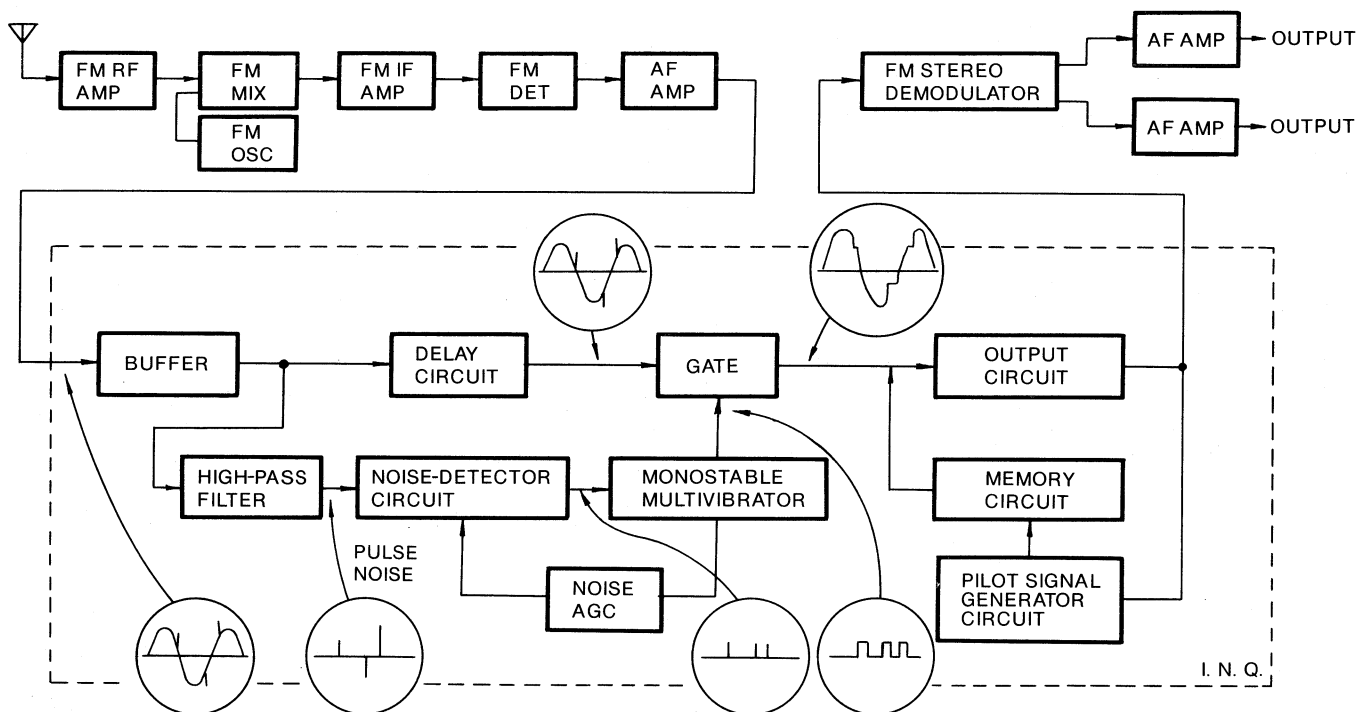 FM RF
AMP
FM
MIX
FM
OSC
FM IF
AMP
FM
DET
AF
AMP
FM STEREO
DEMODULATOR
AF AMP
OUTPUT
AF AMP
OUTPUT
BUFFER
DELAY
CIRCUIT
GATE
OUTPUT
CIRCUIT
HIGH-PASS
FILTER
NOISE-DETECTOR
CIRCUIT
MONOSTABLE
MULTIVIBRATOR
MEMORY
CIRCUIT
PULSE
NOISE
NOISE
AGC
PILOT SIGNAL
GENERATOR
CIRCUIT
I. N. Q.